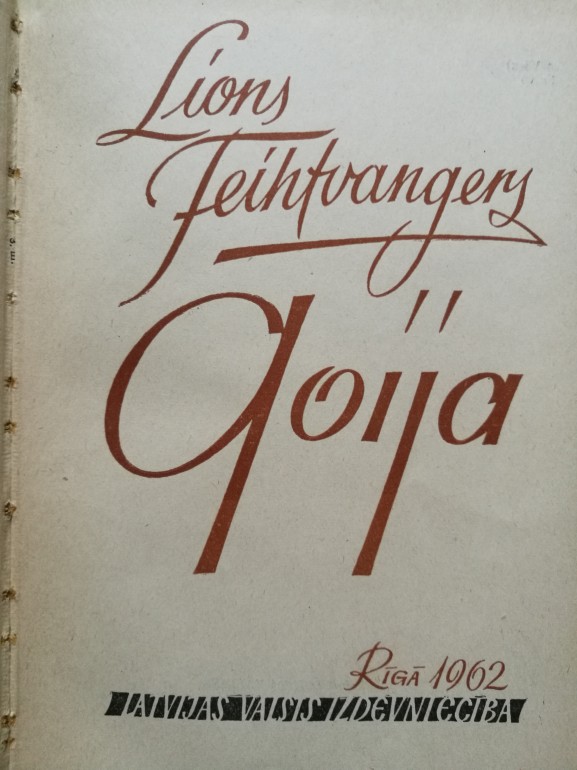 Lions
Feihtvangers
Goija
Rīgā 1962
LATVIJAS VALSTS IZDEVNIECĪBA